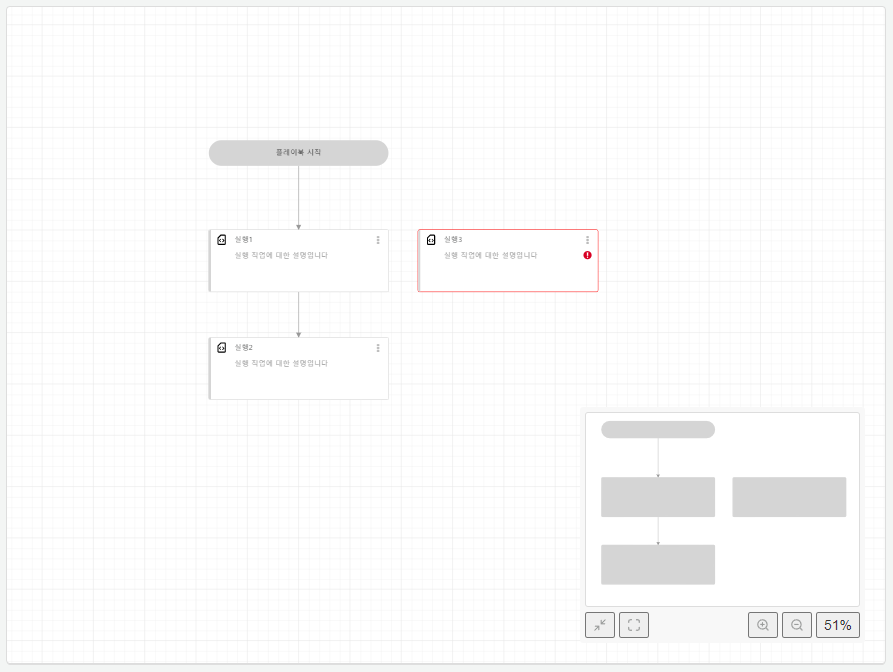 플레이북 시작
실행1
실행 작업에 대한 설명입니다
실행3
실행 작업에 대한 설명입니다
실행2
실행 작업에 대한 설명입니다
51%